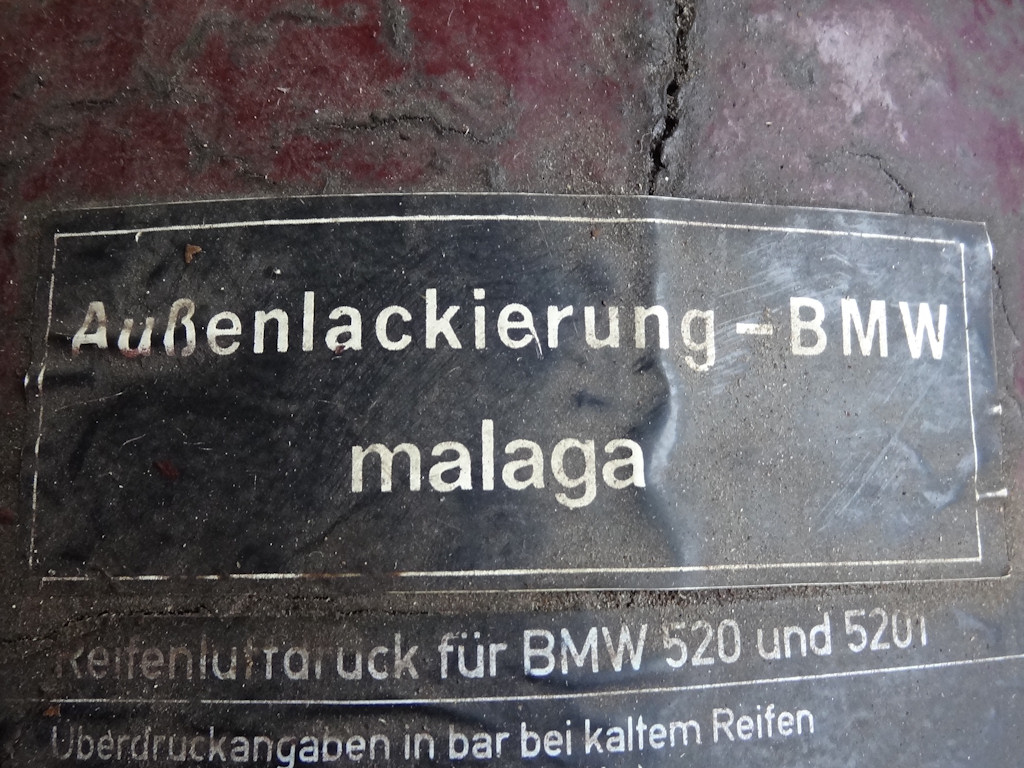 Außenlackierung-BMW
malaga
Reifenluftdruck für BMW 520 und 520i
Überdruckangaben in bar bei kaltem Reifen